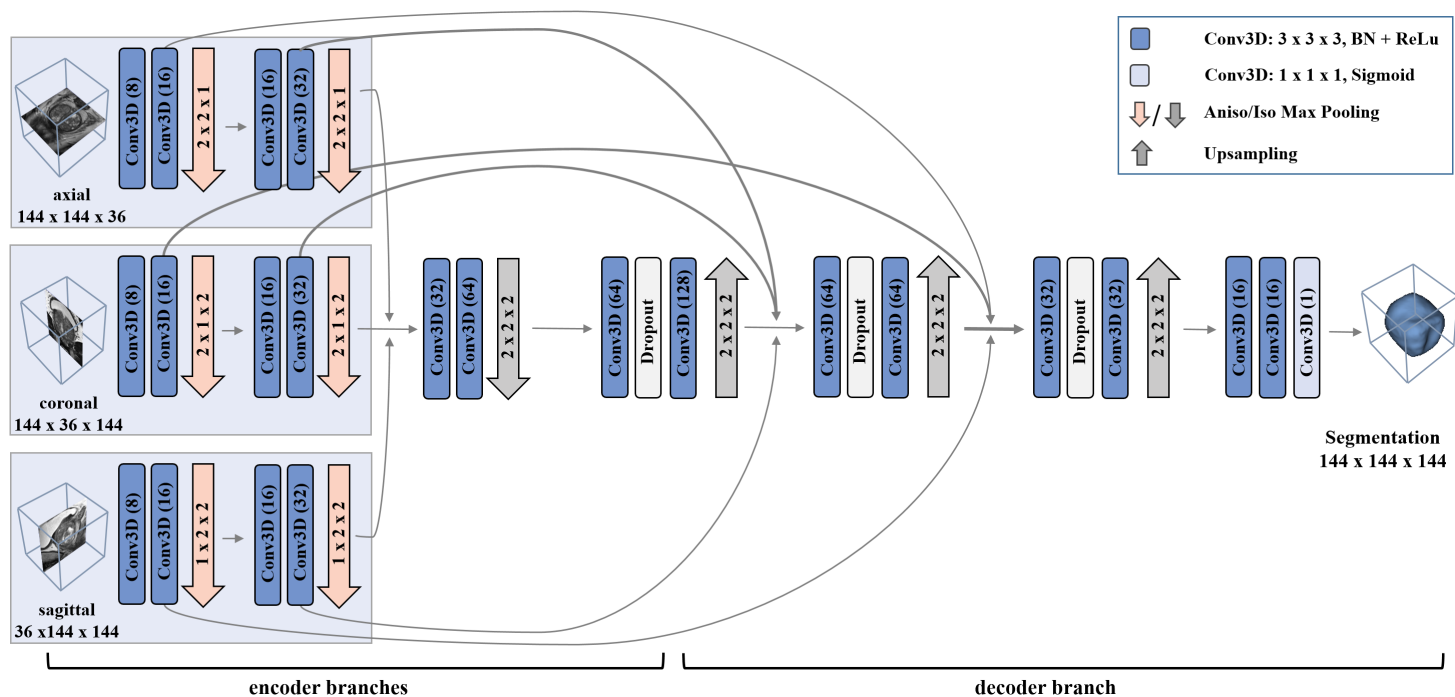 Conv3D (8)
Conv3D (16)
2 x 2 x 1
Conv3D (16)
Conv3D (32)
2 x 2 x 1
axial
144 x 144 x 36
Conv3D (8)
Conv3D (16)
2 x 1 x 2
Conv3D (16)
Conv3D (32)
2 x 1 x 2
coronal
144 x 36 x 144
Conv3D (8)
Conv3D (16)
1 x 2 x 2
Conv3D (16)
Conv3D (32)
1 x 2 x 2
sagittal
36 x144 x 144
Conv3D (32)
Conv3D (64)
2 x 2 x 2
Conv3D (64)
Dropout
Conv3D (128)
2 x 2 x 2
Conv3D (64)
Dropout
Conv3D (64)
2 x 2 x 2
Conv3D (32)
Dropout
Conv3D (32)
2 x 2 x 2
Conv3D (16)
Conv3D (16)
Conv3D (1)
Segmentation
144 x 144 x 144
Conv3D: 3 x 3 x 3, BN + ReLu
Conv3D: 1 x 1 x 1, Sigmoid
/ Aniso/Iso Max Pooling
Upsampling
encoder branches
decoder branch